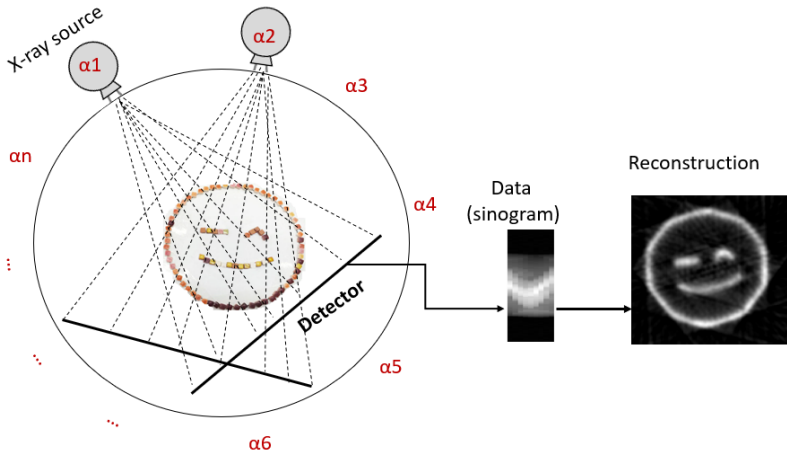 X-ray source
α1
α2
α3
αn
α4
...
Detector
...
...
α5
α6
Data
(sinogram)
Reconstruction